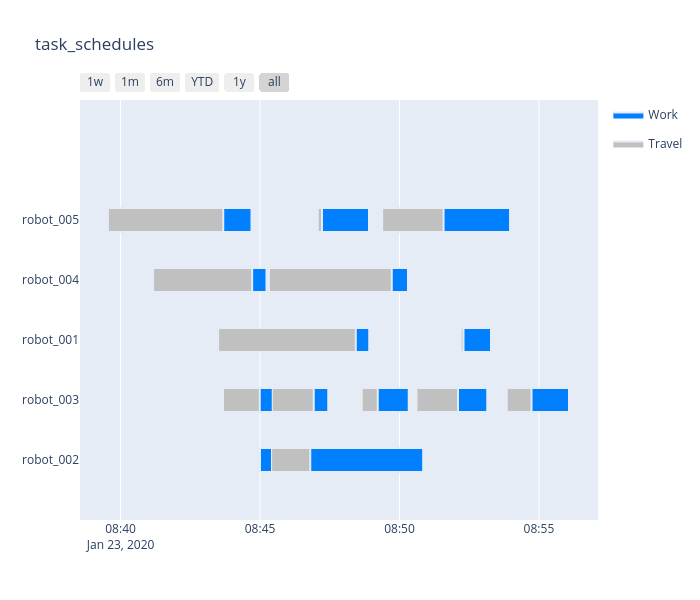 task_schedules
1w 1m 6m YTD 1y all
Work
Travel
robot_005
robot_004
robot_001
robot_003
robot_002
08:40 08:45 08:50 08:55
Jan 23, 2020